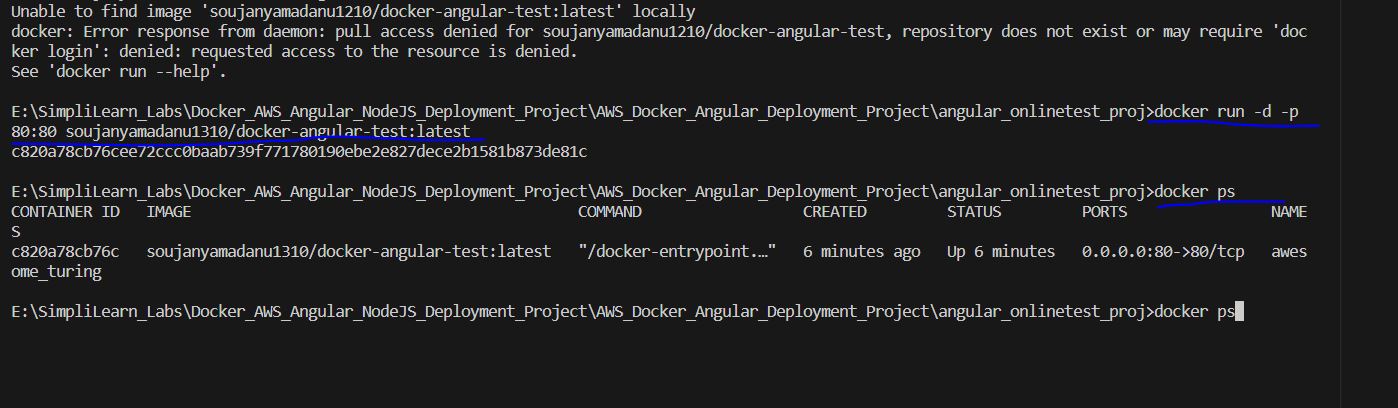 Unable to find image 'soujanyamadanu1210/docker-angular-test:latest' locally
docker: Error response from daemon: pull access denied for soujanyamadanu1210/docker-angular-test, repository does not exist or may require 'doc
ker login': denied: requested access to the resource is denied.
See 'docker run --help'.
E:\SimpliLearn_Labs\Docker_AWS_Angular_NodeJS_Deployment_Project\AWS_Docker_Angular_Deployment_Project\angular_onlinetest_proj>docker run -d -p
80:80 soujanyamadanu1310/docker-angular-test:latest
c820a78cb76cee72ccc0baab739f771780190ebe2e827dece2b1581b873de81c
E:\SimpliLearn_Labs\Docker_AWS_Angular_NodeJS_Deployment_Project\AWS_Docker_Angular_Deployment_Project\angular_onlinetest_proj>docker ps
CONTAINER ID   IMAGE                                        COMMAND                  CREATED         STATUS         PORTS                NAME
S
c820a78cb76c   soujanyamadanu1310/docker-angular-test:latest   "/docker-entrypoint.…"   6 minutes ago   Up 6 minutes   0.0.0.0:80->80/tcp   awes
ome_turing
E:\SimpliLearn_Labs\Docker_AWS_Angular_NodeJS_Deployment_Project\AWS_Docker_Angular_Deployment_Project\angular_onlinetest_proj>docker ps